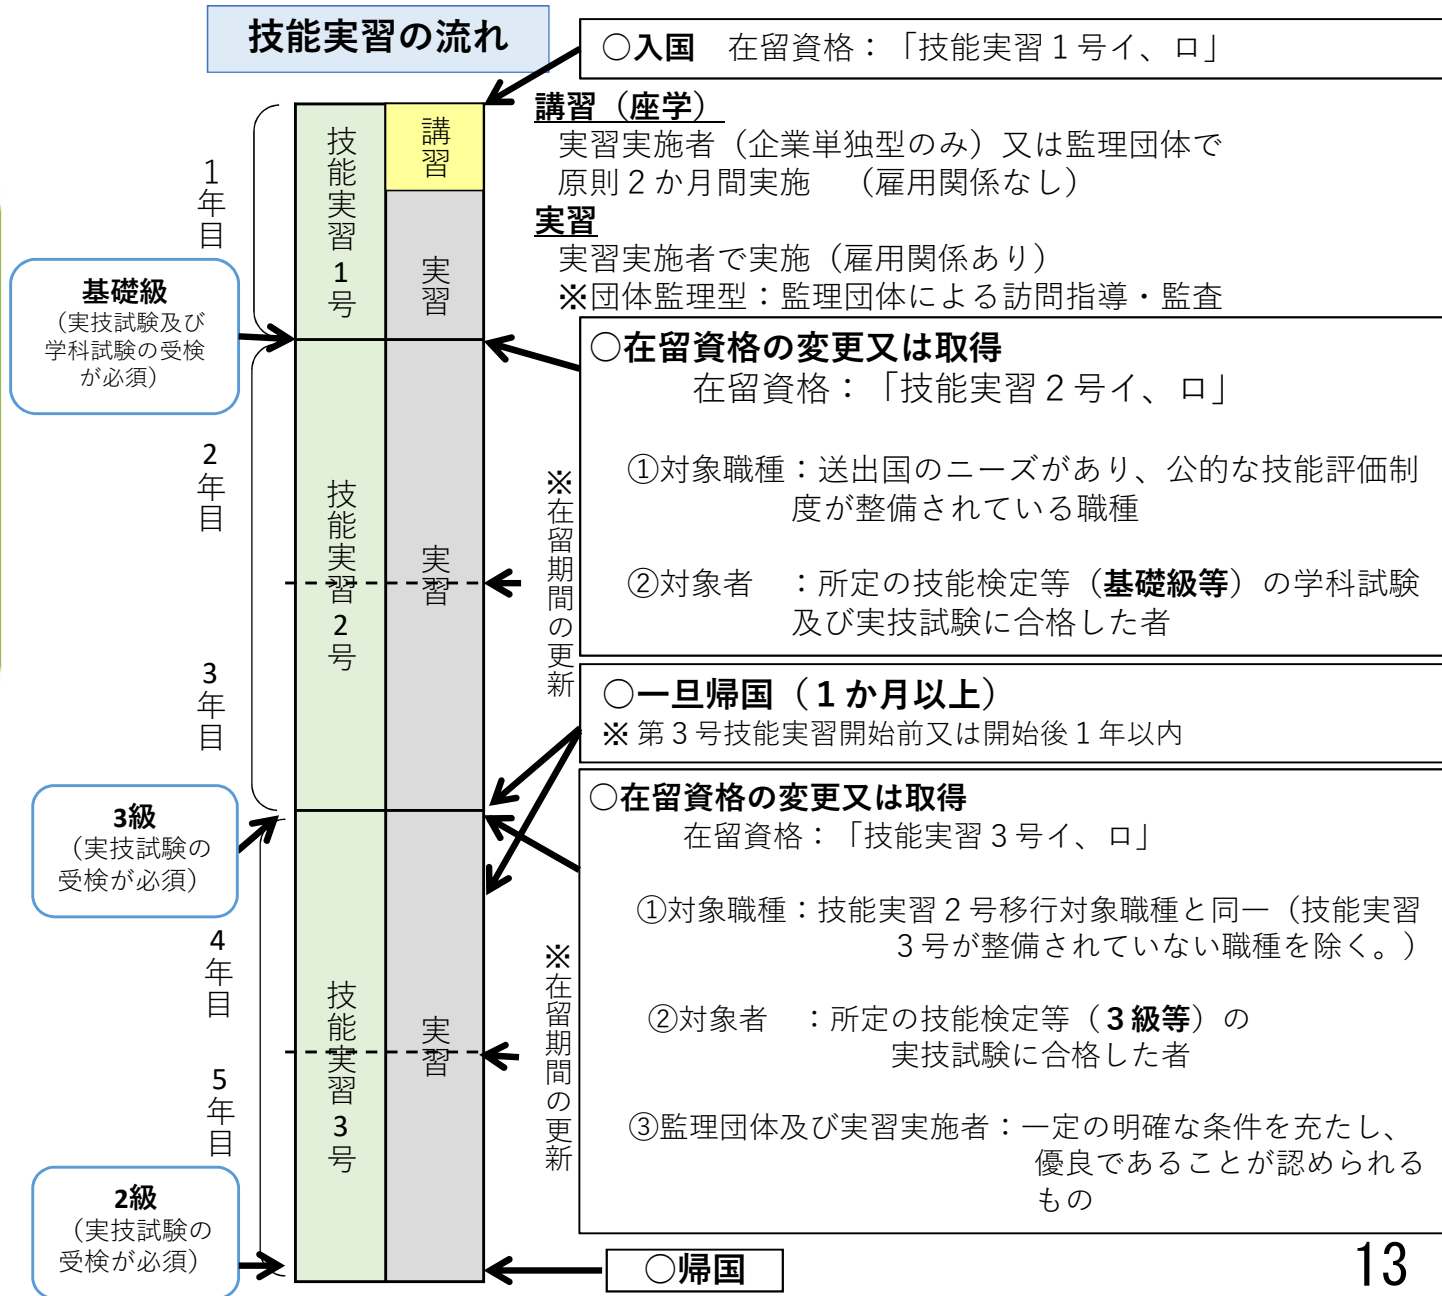 技能実習の流れ
○入国　在留資格：「技能実習１号イ、ロ」
講習（座学）
実習実施者（企業単独型のみ）又は監理団体で
原則２か月間実施　（雇用関係なし）
実習
実習実施者で実施（雇用関係あり）
※団体監理型：監理団体による訪問指導・監査
1年目
技能実習1号
講習
実習
基礎級
（実技試験及び
学科試験の受検
が必須）
○在留資格の変更又は取得
在留資格：「技能実習２号イ、ロ」
①対象職種：送出国のニーズがあり、公的な技能評価制
度が整備されている職種
②対象者　：所定の技能検定等（基礎級等）の学科試験
及び実技試験に合格した者
2年目
技能実習2号
実習
※在留期間の更新
3年目
○一旦帰国（１か月以上）
※ 第３号技能実習開始前又は開始後１年以内
3級
（実技試験の
受検が必須）
○在留資格の変更又は取得
在留資格：「技能実習３号イ、ロ」
①対象職種：技能実習２号移行対象職種と同一（技能実習
３号が整備されていない職種を除く。）
②対象者　：所定の技能検定等（３級等）の
実技試験に合格した者
③監理団体及び実習実施者：一定の明確な条件を充たし、
優良であることが認められる
もの
4年目
技能実習3号
実習
※在留期間の更新
5年目
2級
（実技試験の
受検が必須）
○帰国
13